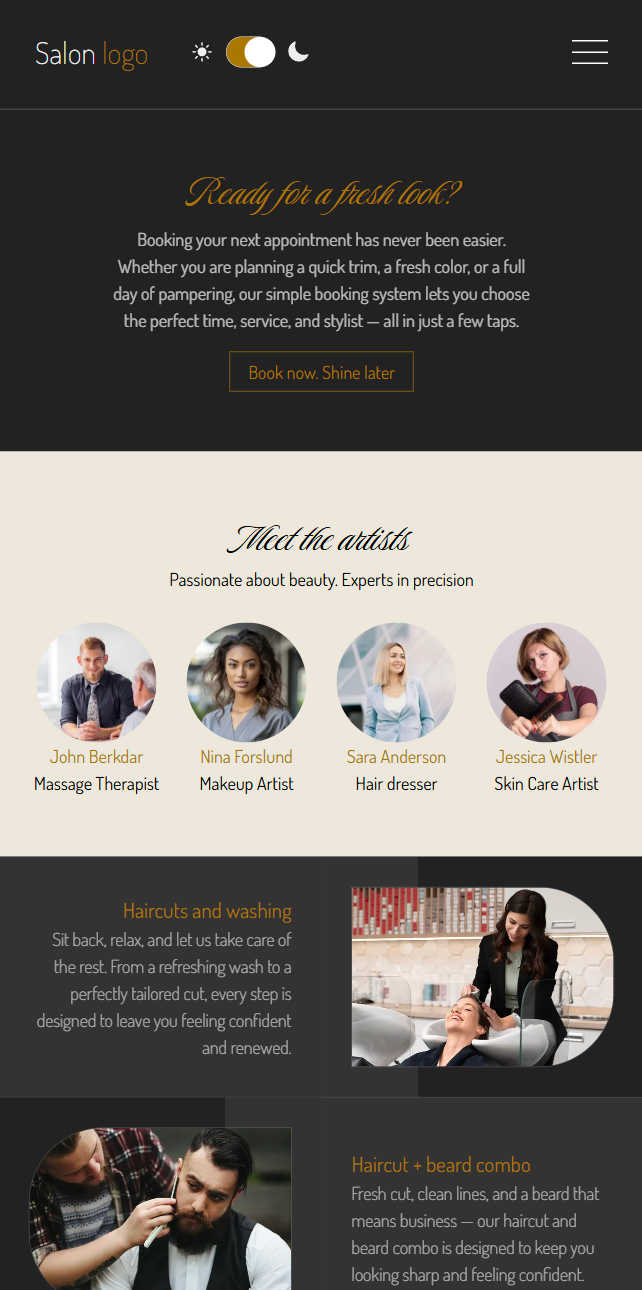 Salon logo
Ready for a fresh look?
Booking your next appointment has never been easier.
Whether you are planning a quick trim, a fresh color, or a full
day of pampering, our simple booking system lets you choose
the perfect time, service, and stylist — all in just a few taps.
Book now. Shine later
Meet the artists
Passionate about beauty. Experts in precision
John Berkdar
Massage Therapist
Nina Forslund
Makeup Artist
Sara Anderson
Hair dresser
Jessica Wistler
Skin Care Artist
Haircuts and washing
Sit back, relax, and let us take care of
the rest. From a refreshing wash to a
perfectly tailored cut, every step is
designed to leave you feeling confident
and renewed.
Haircut + beard combo
Fresh cut, clean lines, and a beard that
means business — our haircut and
beard combo is designed to keep you
looking sharp and feeling confident.